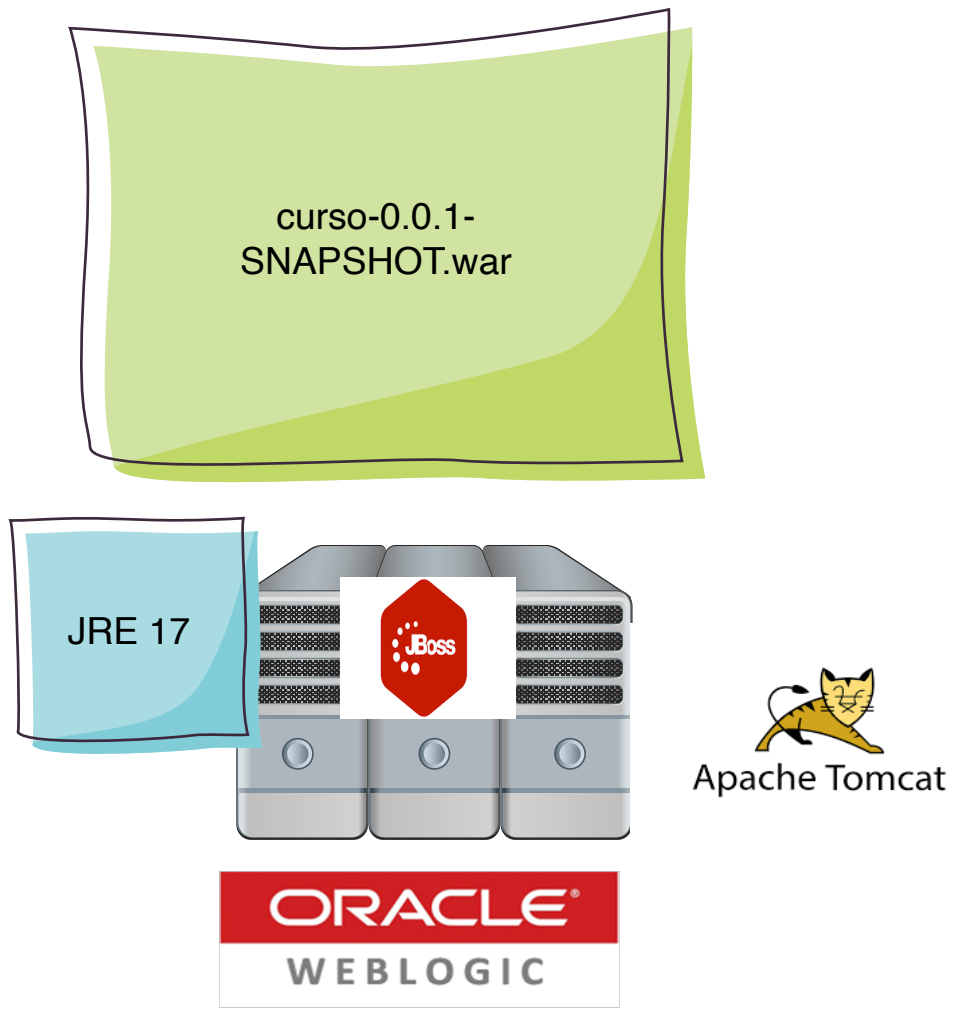 curso-0.0.1-
SNAPSHOT.war
JRE 17
JBoss
Apache Tomcat
ORACLE®
WEBLOGIC